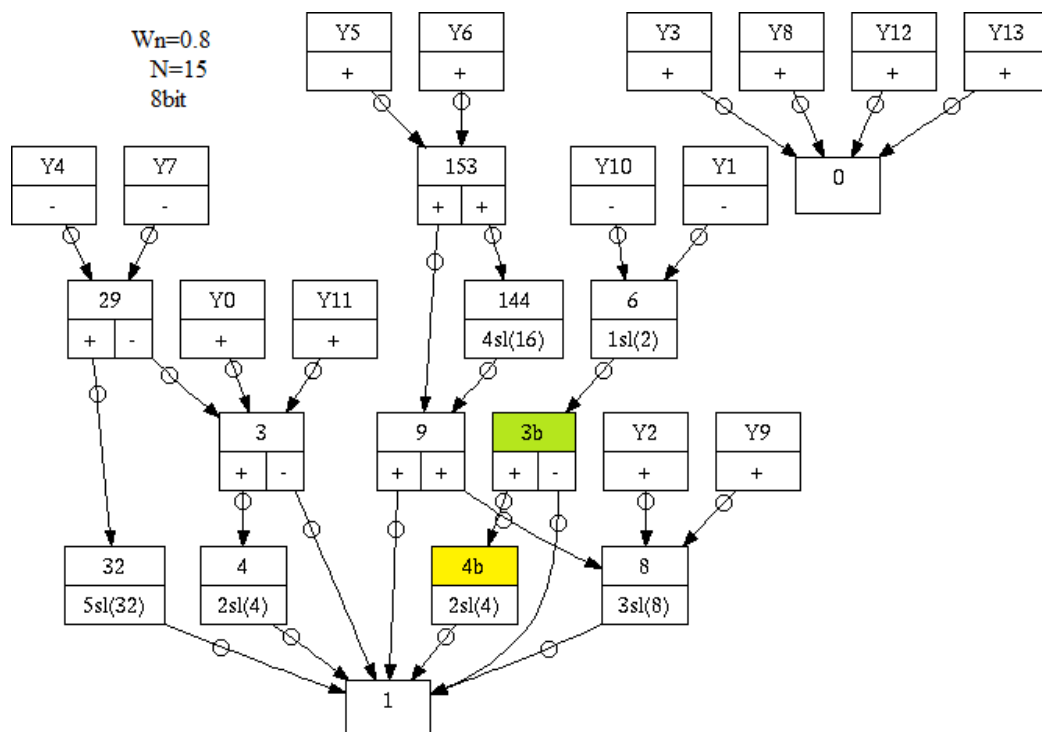 Wn=0.8
N=15
8bit
Y5 Y6 Y3 Y8 Y12 Y13
+ + + + + +
Y4 Y7 153 Y10 Y1 0
- - + + - -
29 Y0 Y11 144 6
+ - + + 4sl(16) 1sl(2)
3 9 3b Y2 Y9
+ - + + + - + +
32 4 4b 8
5sl(32) 2sl(4) 2sl(4) 3sl(8)
1